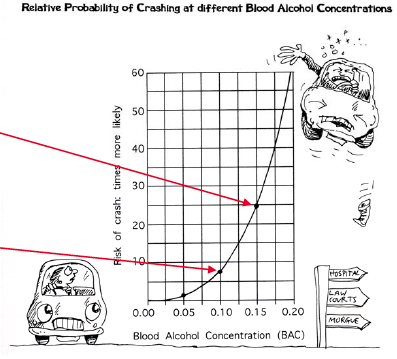 Relative Probability of Crashing at different Blood Alcohol Concentrations
Risk of crash: times more likely
60
50
40
30
20
10
0.00 0.05 0.10 0.15 0.20
Blood Alcohol Concentration (BAC)
HOSPITAL
LAW
COURTS
MORGUE